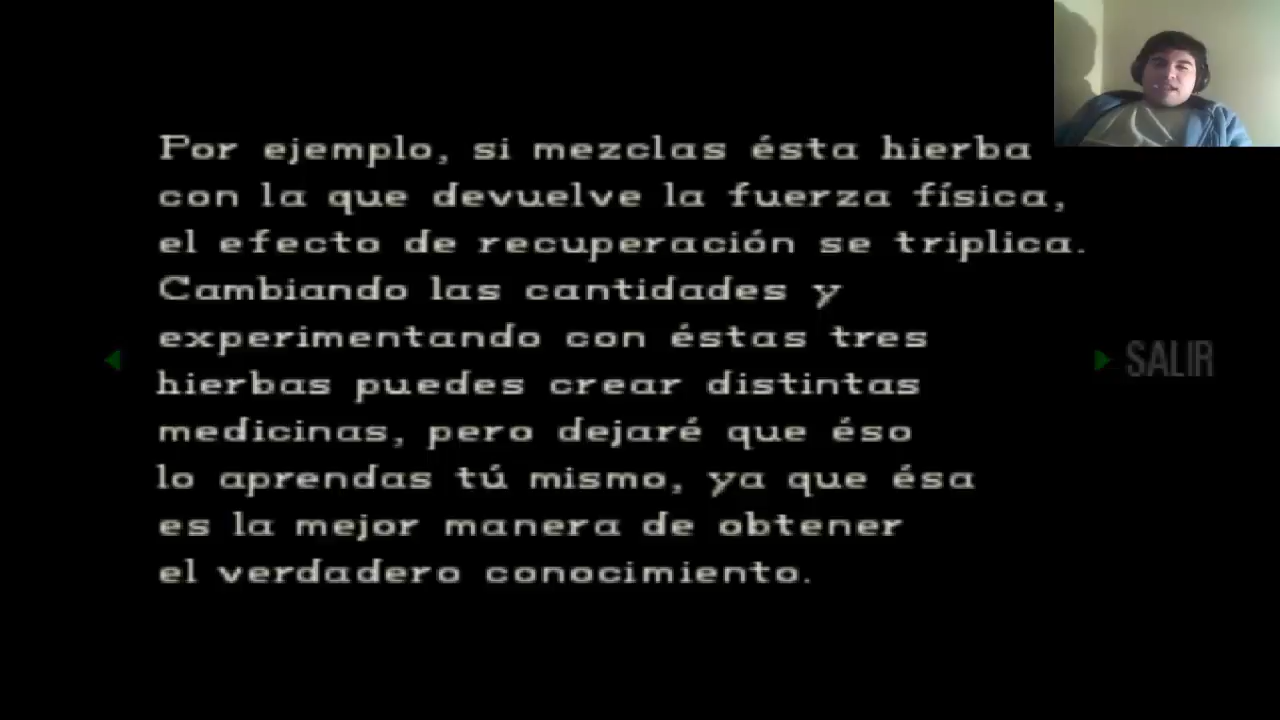 Por ejemplo, si mezclas ésta hierba
con la que devuelve la fuerza física,
el efecto de recuperación se triplica.
Cambiando las cantidades y
experimentando con éstas tres
hierbas puedes crear distintas
medicinas, pero dejaré que éso
lo aprendas tú mismo, ya que ésa
es la mejor manera de obtener
el verdadero conocimiento.
SALIR